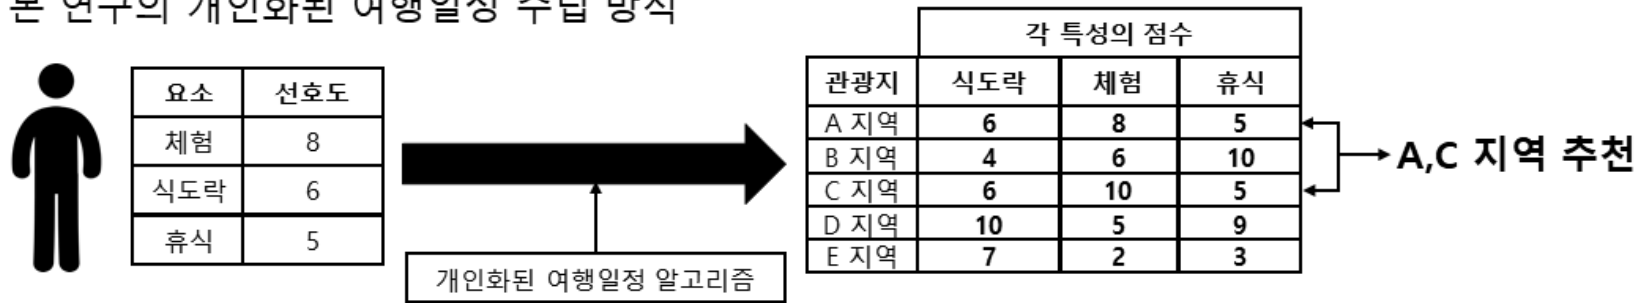 본 연구의 개인화된 여행일정 수립 방식
각 특성의 점수
요소 선호도
체험 8
식도락 6
휴식 5
개인화된 여행일정 알고리즘
관광지 식도락 체험 휴식
A 지역 6 8 5
B 지역 4 6 10
C 지역 6 10 5
D 지역 10 5 9
E 지역 7 2 3
A,C 지역 추천